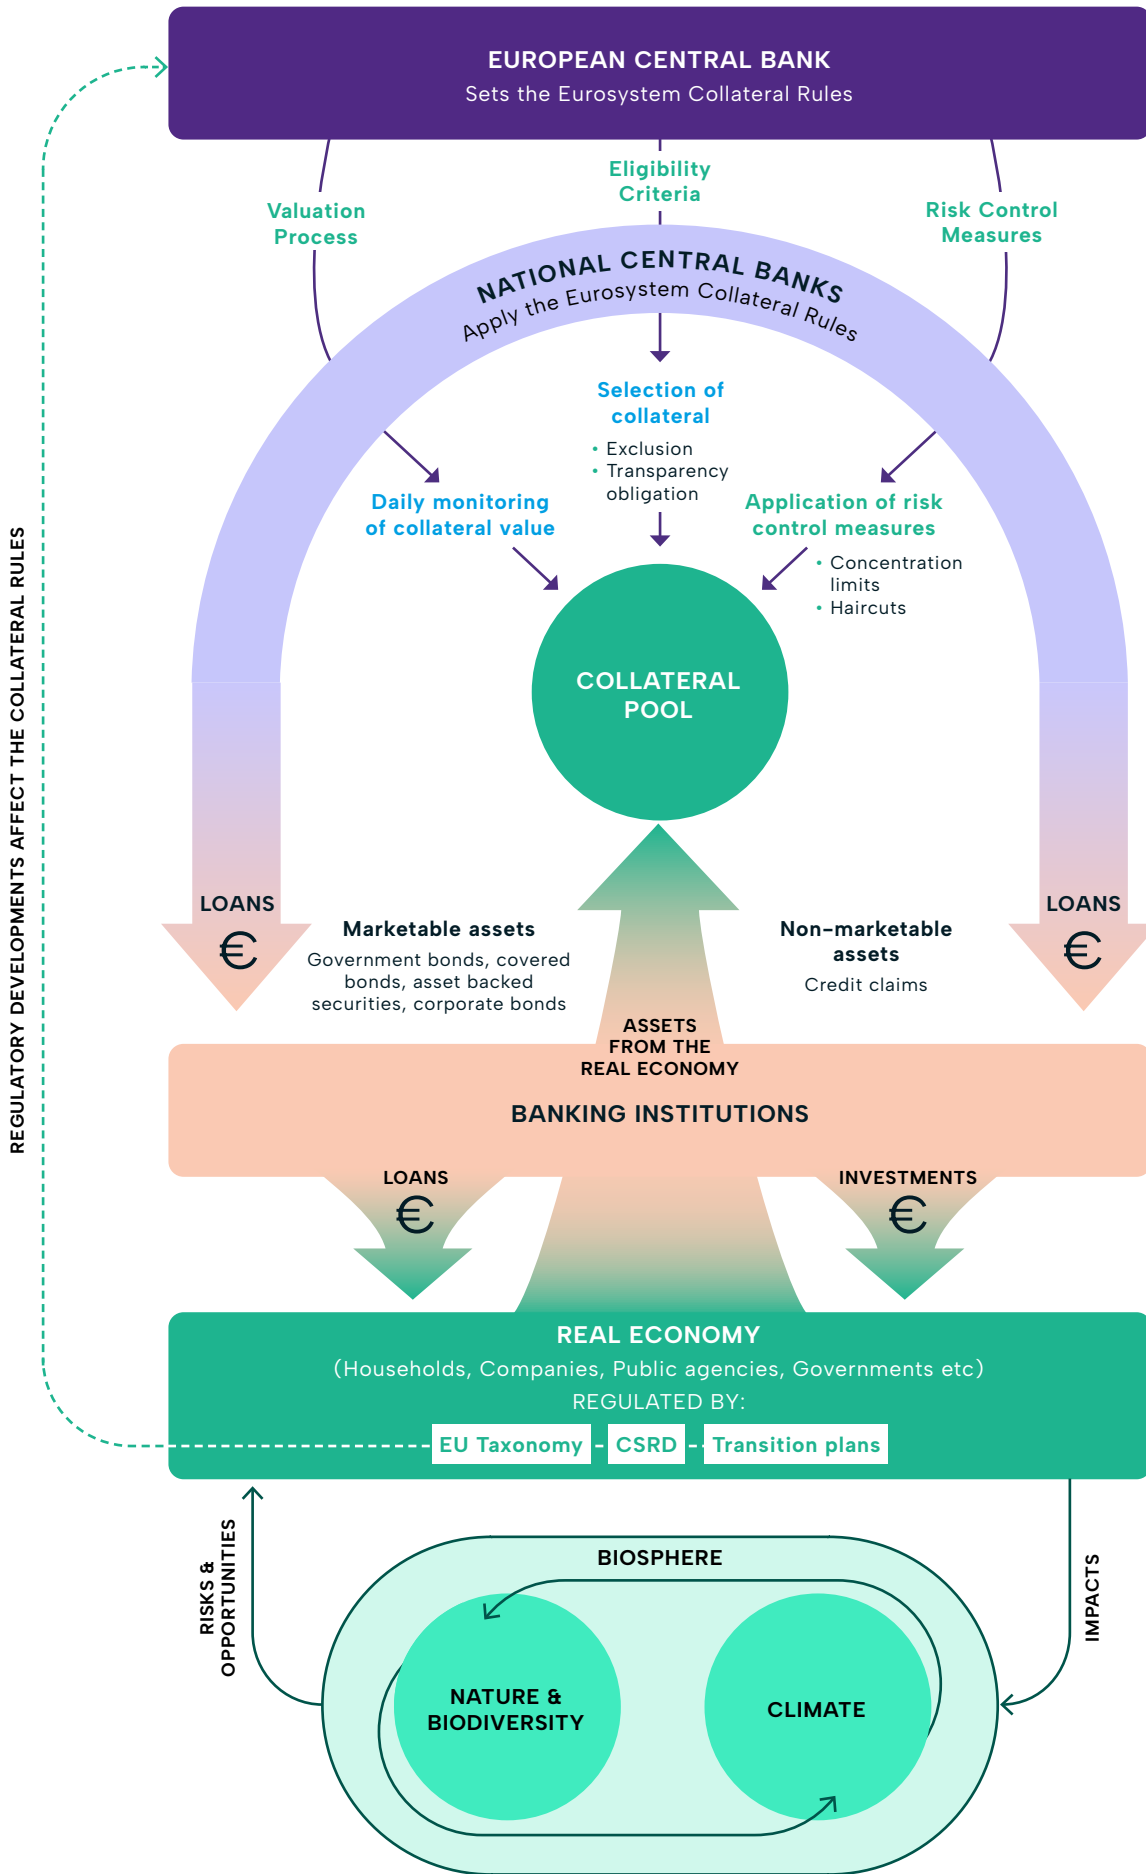 EUROPEAN CENTRAL BANK
Sets the Eurosystem Collateral Rules
Eligibility
Criteria
Valuation
Process
Risk Control
Measures
NATIONAL CENTRAL BANKS
Apply the Eurosystem Collateral Rules
Selection of
collateral
• Exclusion
• Transparency
obligation
Daily monitoring
of collateral value
Application of risk
control measures
• Concentration
limits
• Haircuts
COLLATERAL
POOL
REGULATORY DEVELOPMENTS AFFECT THE COLLATERAL RULES
LOANS
€
Marketable assets
Government bonds, covered
bonds, asset backed
securities, corporate bonds
Non-marketable
assets
Credit claims
LOANS
€
ASSETS
FROM THE
REAL ECONOMY
BANKING INSTITUTIONS
LOANS
€
INVESTMENTS
€
REAL ECONOMY
(Households, Companies, Public agencies, Governments etc)
REGULATED BY:
EU Taxonomy
CSRD
Transition plans
RISKS &
OPPORTUNITIES
IMPACTS
BIOSPHERE
NATURE &
BIODIVERSITY
CLIMATE